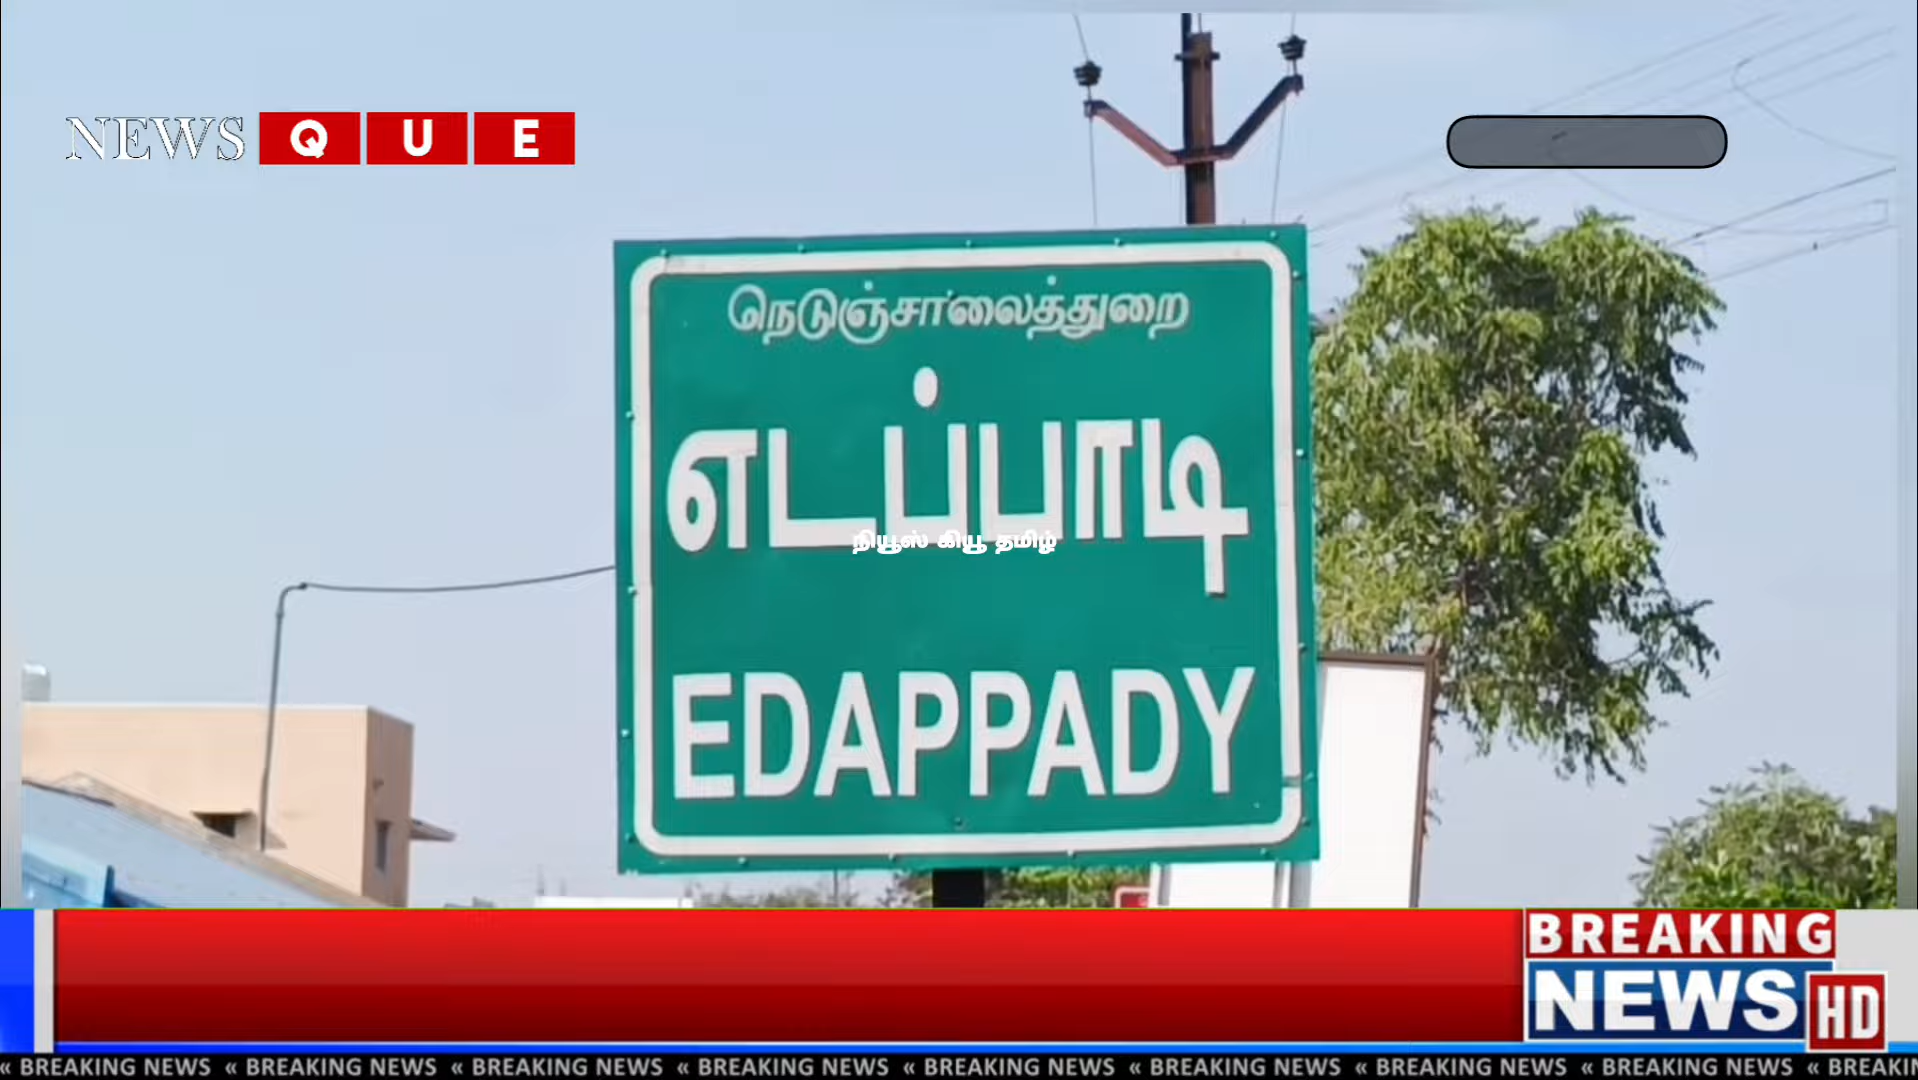 NEWS QUE
நெடுஞ்சாலைத்துறை
எடப்பாடி
நியூஸ் கியூ தமிழ்
EDAPPADY
BREAKING
NEWS HD
« BREAKING NEWS « BREAKING NEWS « BREAKING NEWS « BREAKING NEWS « BREAKING NEWS « BREAKING NEWS « BREAKING NEWS « BREAKING NEWS « BREAKIN